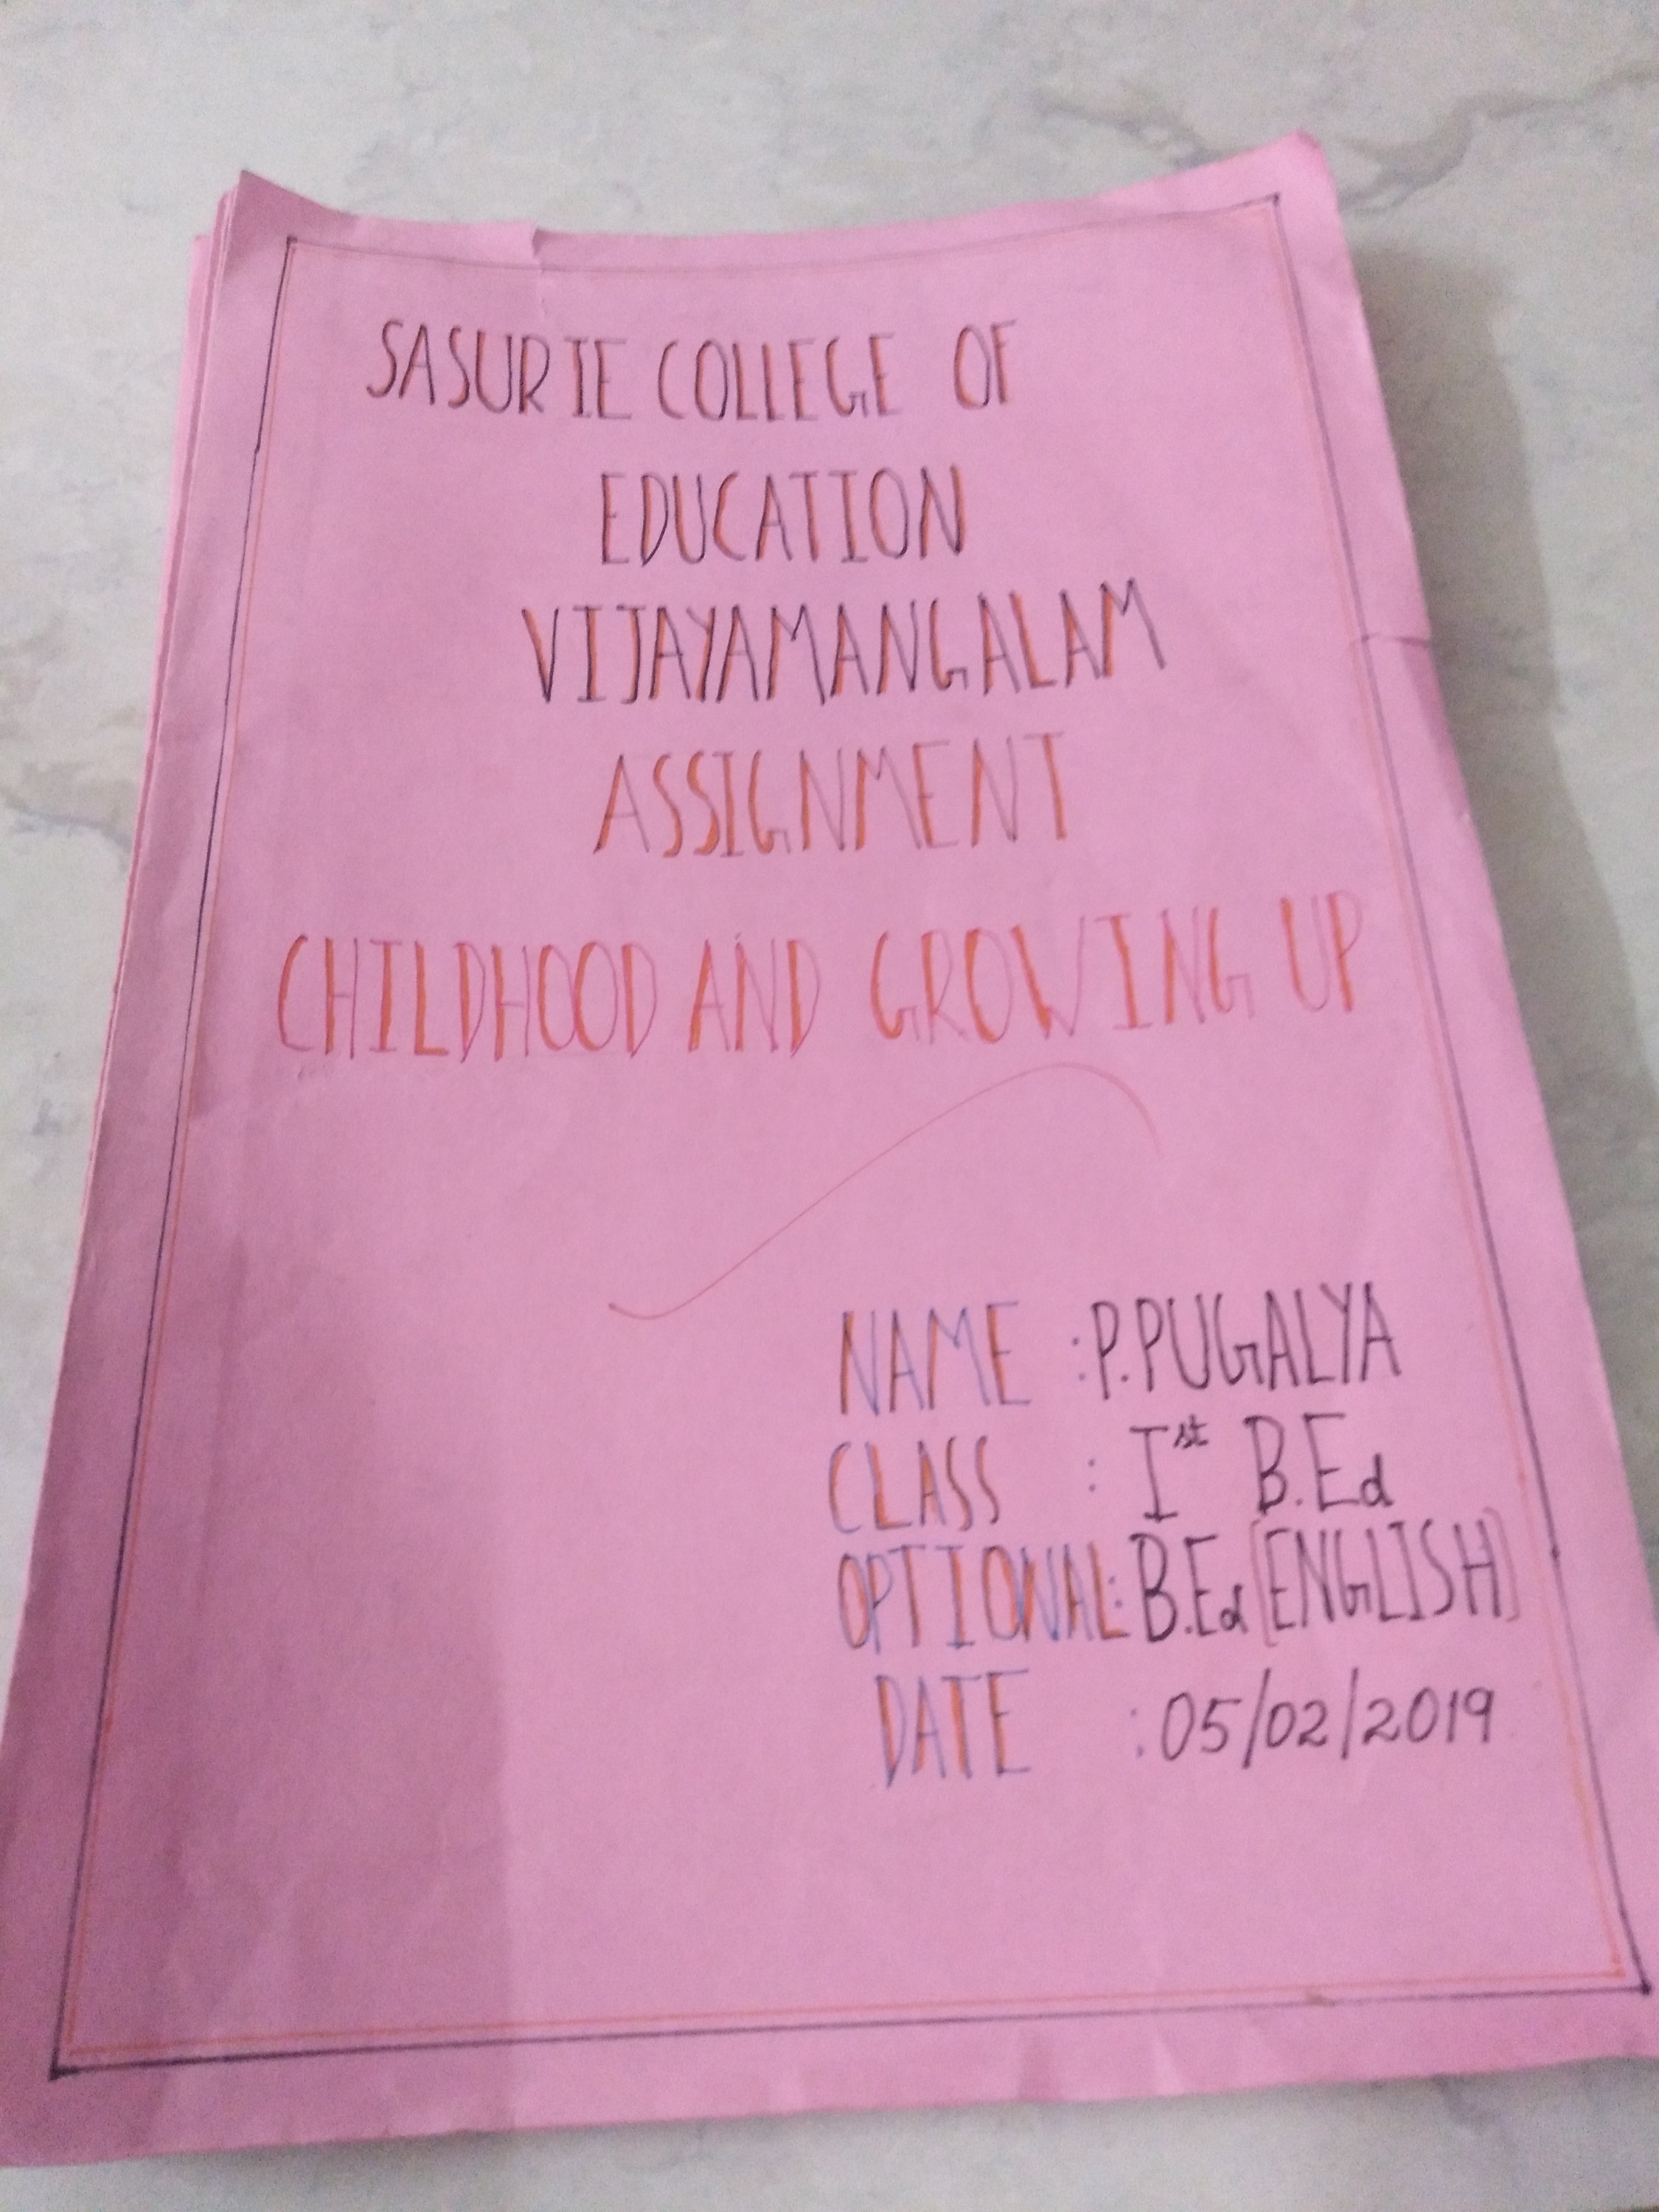 SASURIE COLLEGE OF
EDUCATION
VIJAYAMANGALAM
ASSIGNMENT
CHILDHOOD AND GROWING UP
NAME : P.PUGALYA
CLASS : Ist B.Ed
OPTIONAL: B.Ed [ENGLISH]
DATE : 05/02/2019